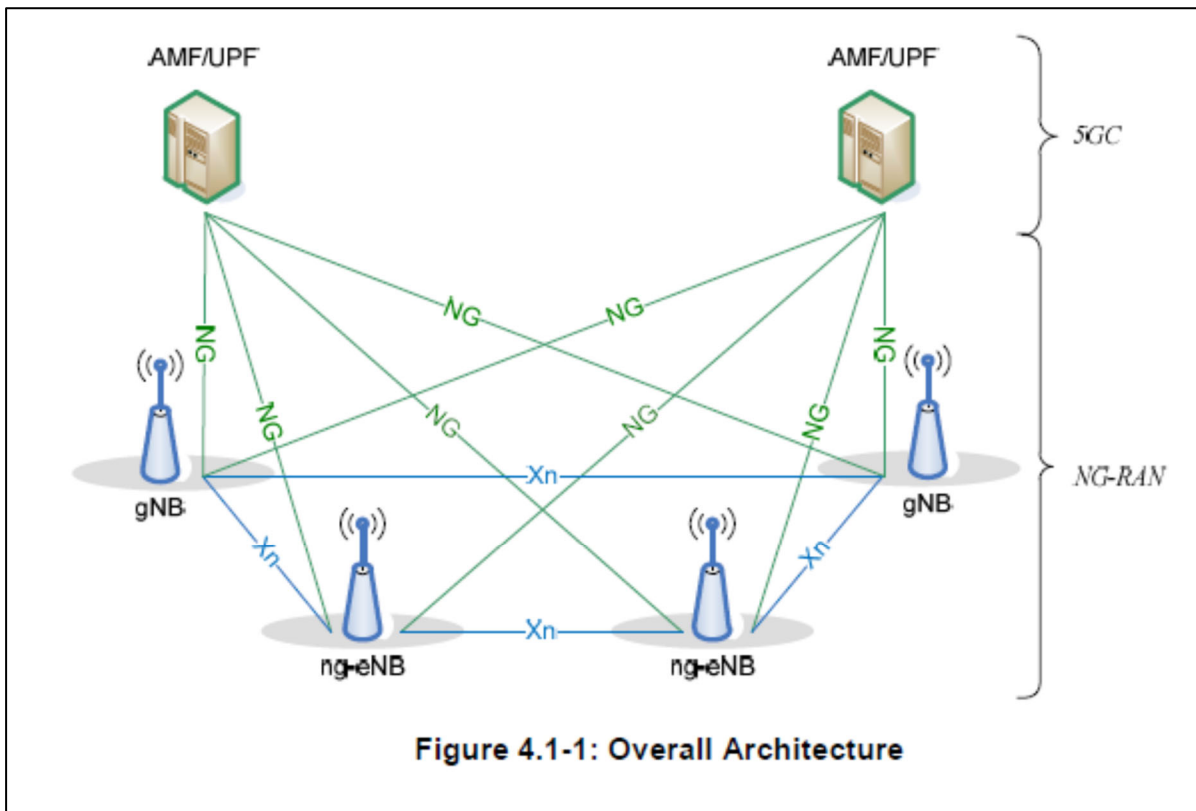 AMF/UPF
AMF/UPF
5GC
NG
NG
NG
NG
NG
NG
NG
NG
NG-RAN
gNB
Xn
gNB
Xn
Xn
ng-eNB
Xn
ng-eNB
Figure 4.1-1: Overall Architecture